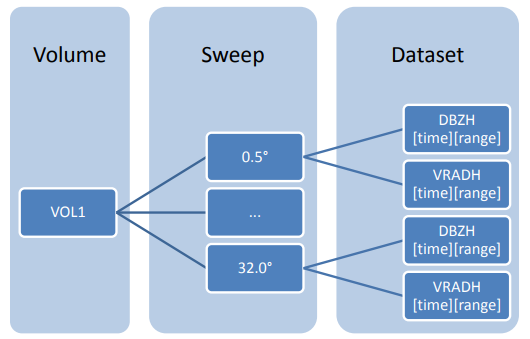 Volume
Sweep
Dataset
VOL1
0.5°
...
32.0°
DBZH
[time][range]
VRADH
[time][range]
DBZH
[time][range]
VRADH
[time][range]